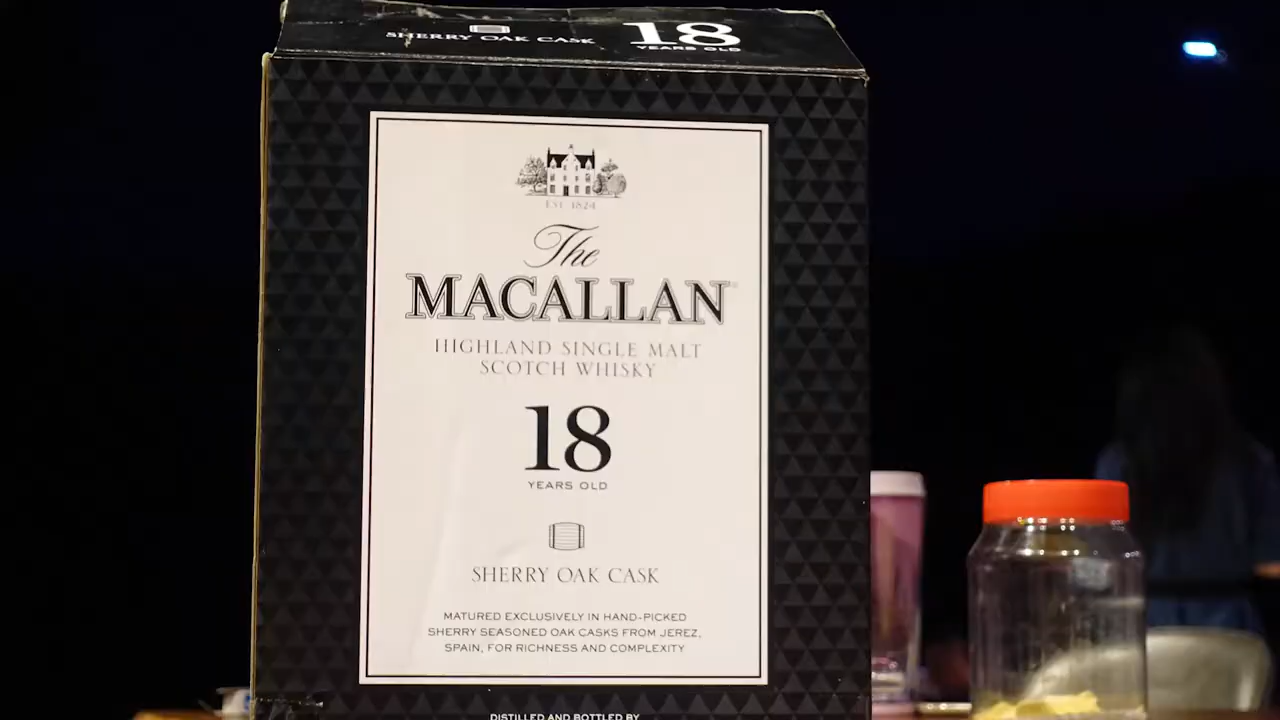 SHERRY OAK CASK
18
YEARS OLD
EST 1824
The
MACALLAN
HIGHLAND SINGLE MALT
SCOTCH WHISKY
18
YEARS OLD
SHERRY OAK CASK
MATURED EXCLUSIVELY IN HAND-PICKED
SHERRY SEASONED OAK CASKS FROM JEREZ,
SPAIN, FOR RICHNESS AND COMPLEXITY
DISTILLED AND BOTTLED BY